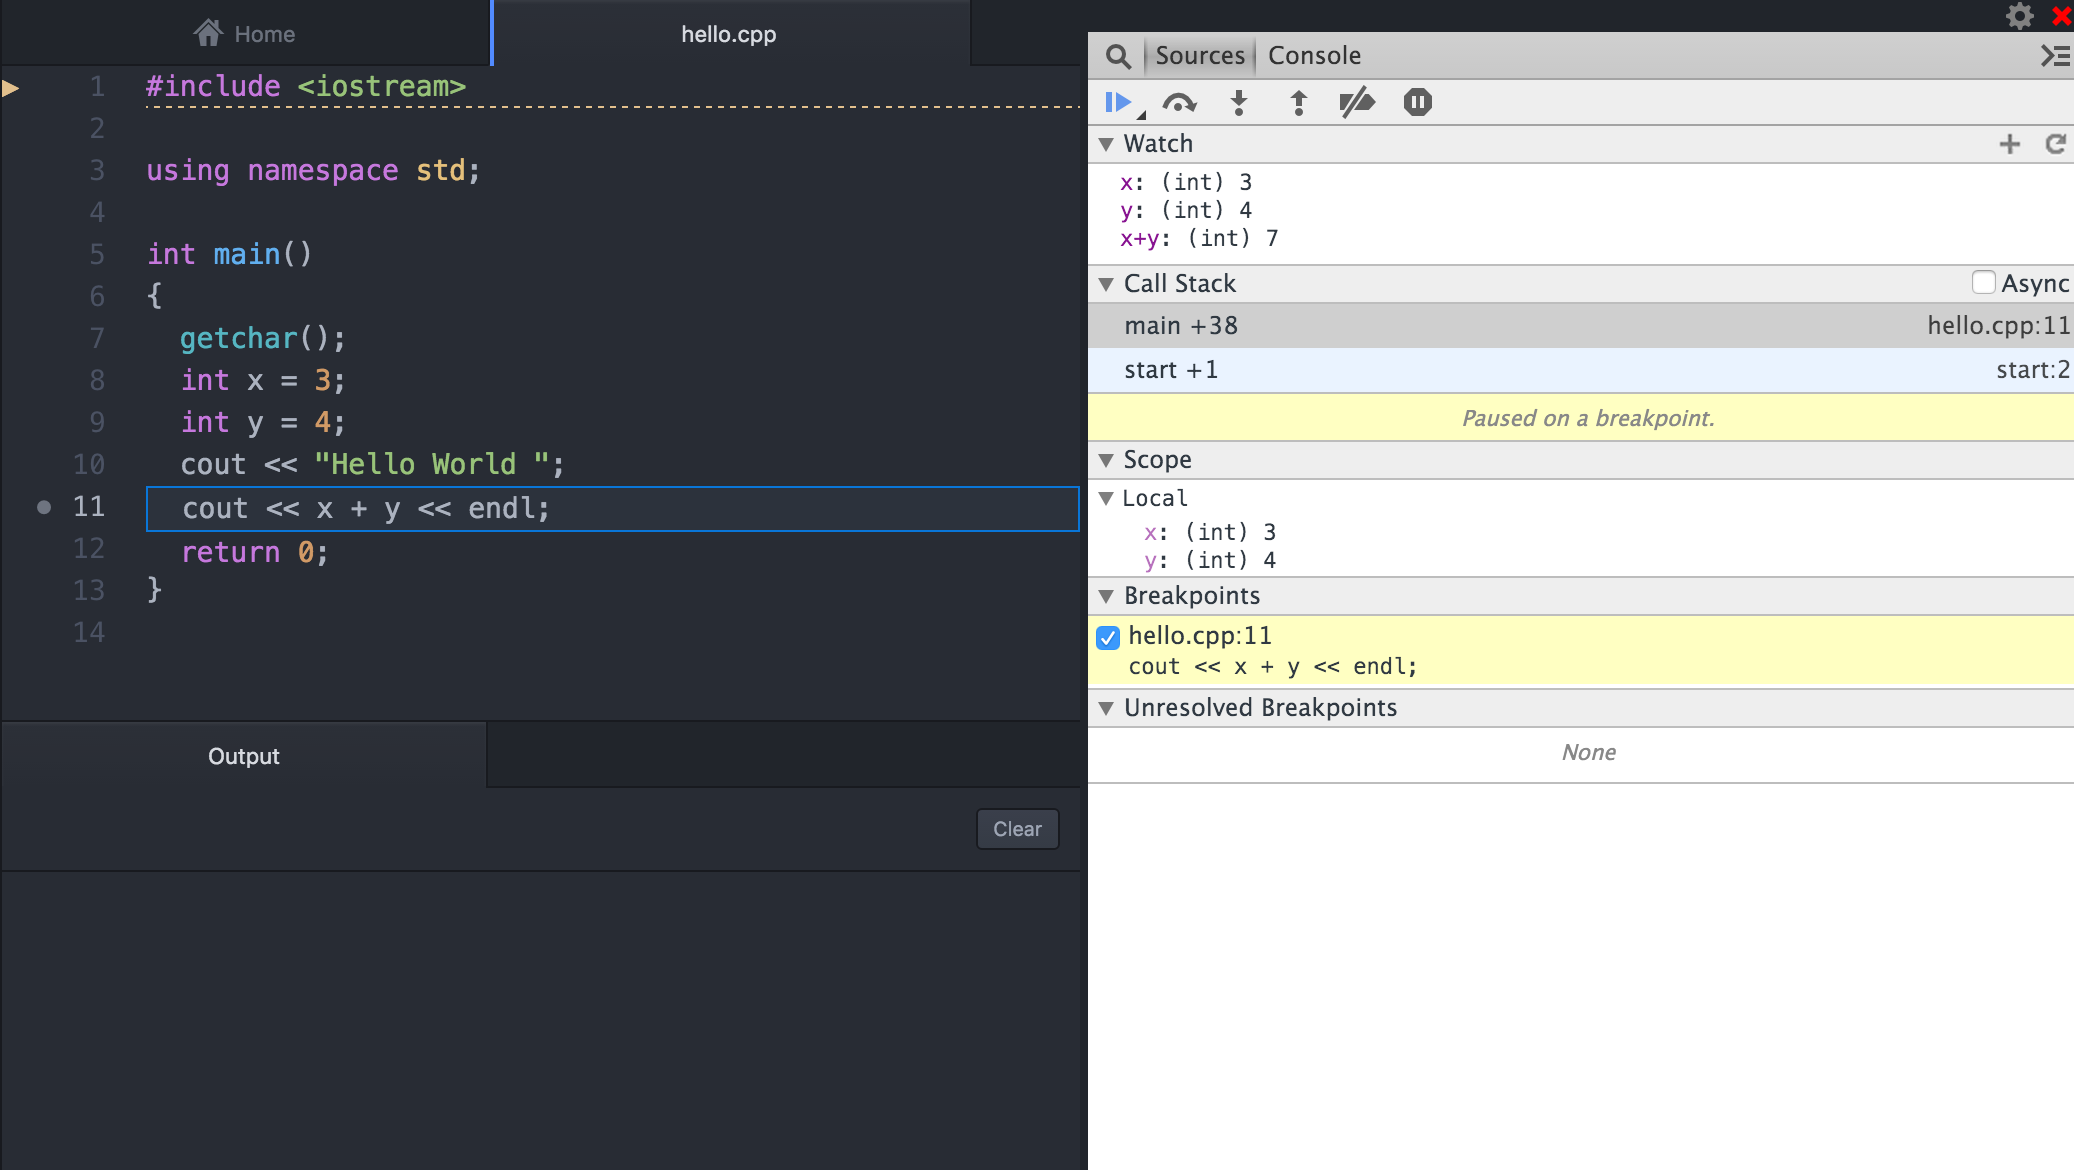 Home
hello.cpp
1 #include <iostream>
2
3 using namespace std;
4
5 int main()
6 {
7 getchar();
8 int x = 3;
9 int y = 4;
10 cout << "Hello World ";
11 cout << x + y << endl;
12 return 0;
13 }
14
Output
Clear
Sources Console
Watch
x: (int) 3
y: (int) 4
x+y: (int) 7
Call Stack Async
main +38 hello.cpp:11
start +1 start:2
Paused on a breakpoint.
Scope
Local
x: (int) 3
y: (int) 4
Breakpoints
hello.cpp:11
cout << x + y << endl;
Unresolved Breakpoints
None